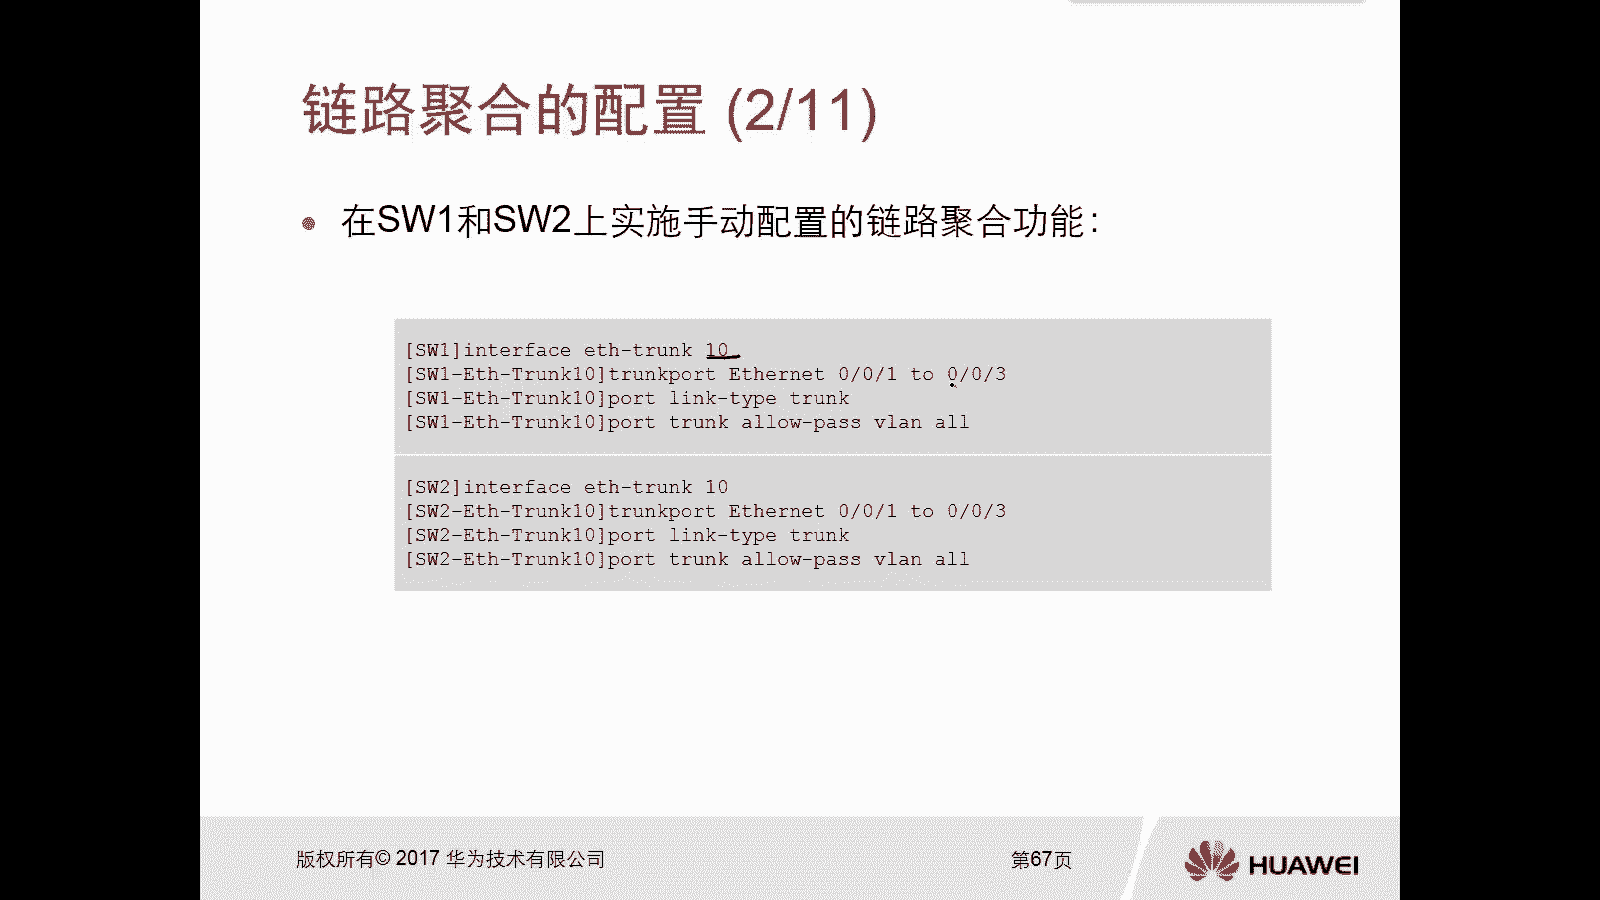 链路聚合的配置 (2/11)
在SW1和SW2上实施手动配置的链路聚合功能：
[SW1]interface eth-trunk 10
[SW1-Eth-Trunk10]trunkport Ethernet 0/0/1 to 0/0/3
[SW1-Eth-Trunk10]port link-type trunk
[SW1-Eth-Trunk10]port trunk allow-pass vlan all
[SW2]interface eth-trunk 10
[SW2-Eth-Trunk10]trunkport Ethernet 0/0/1 to 0/0/3
[SW2-Eth-Trunk10]port link-type trunk
[SW2-Eth-Trunk10]port trunk allow-pass vlan all
版权所有© 2017 华为技术有限公司
第67页
HUAWEI